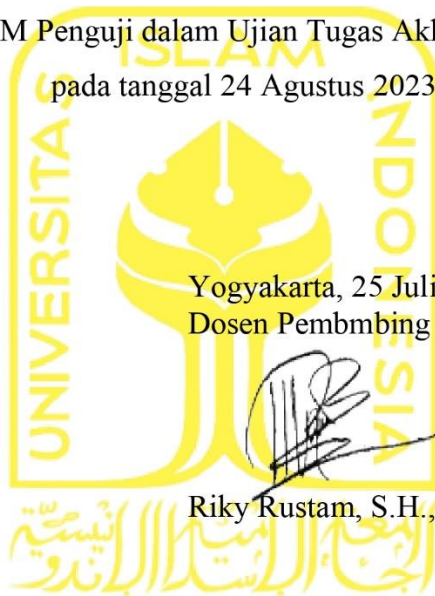 M Penguji dalam Ujian Tugas Ak
pada tanggal 24 Agustus 2023
ISLAM
UNIVERSITAS
INDONESIA
Yogyakarta, 25 Juli
Dosen Pembmbing
Riky Rustam, S.H.,